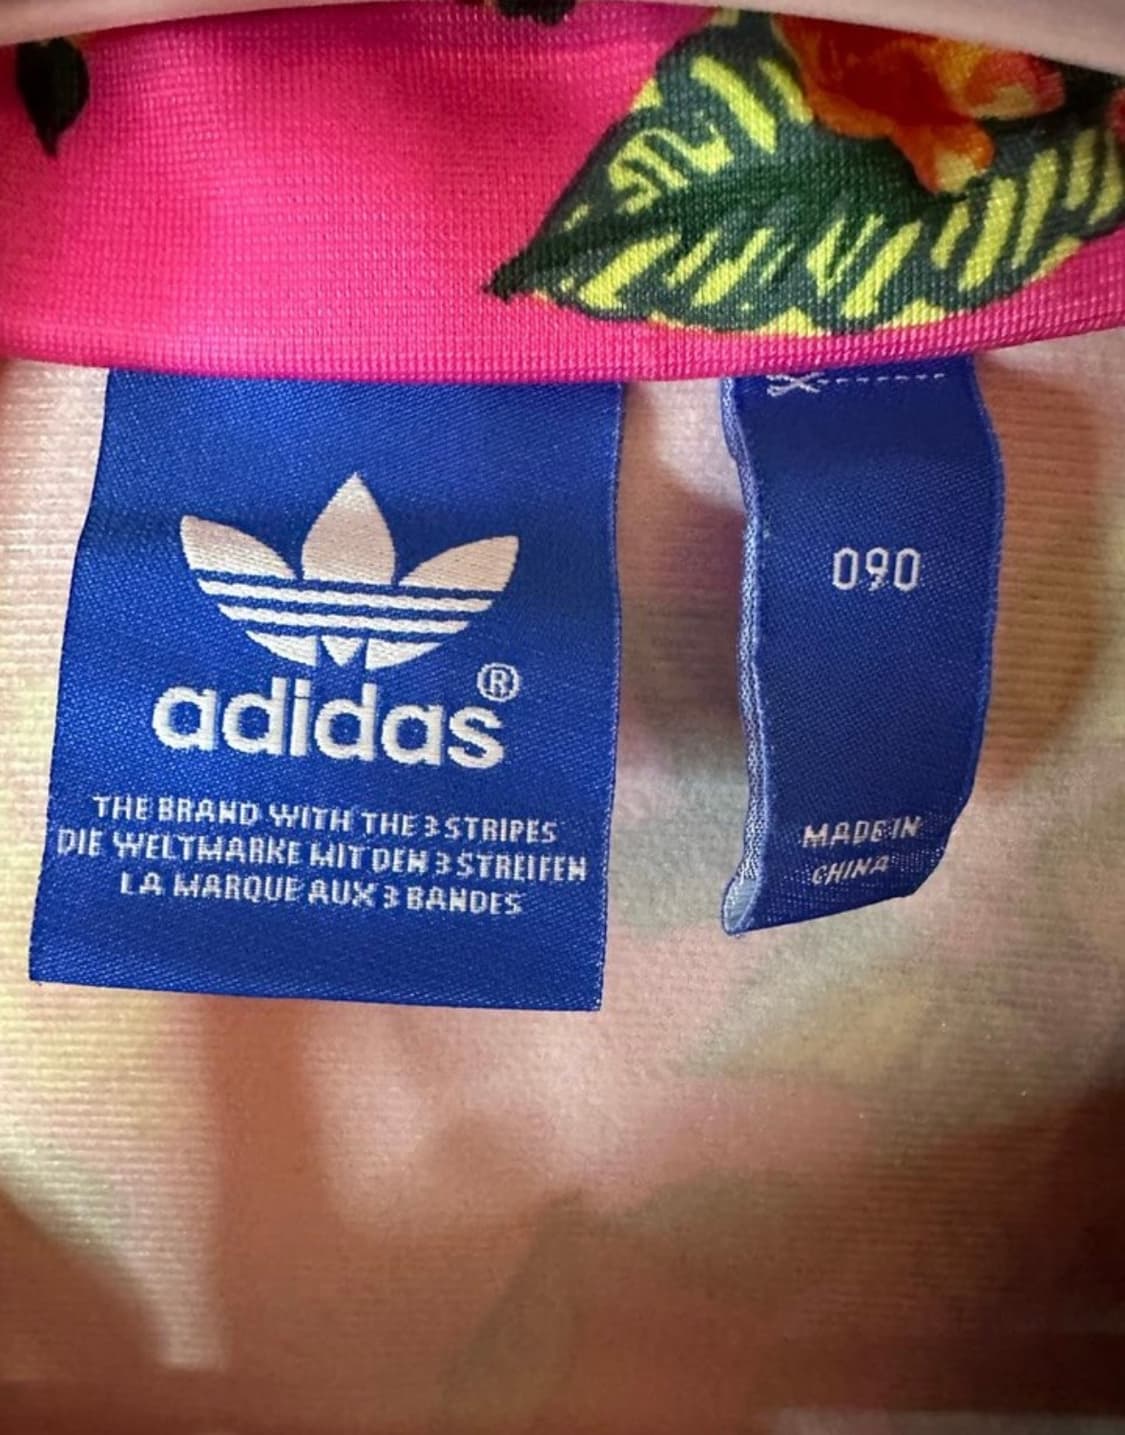 adidas®
THE BRAND WITH THE 3 STRIPES
DIE WELTMARKE MIT DEN 3 STREIFEN
LA MARQUE AUX 3 BANDES
090
MADE IN
CHINA